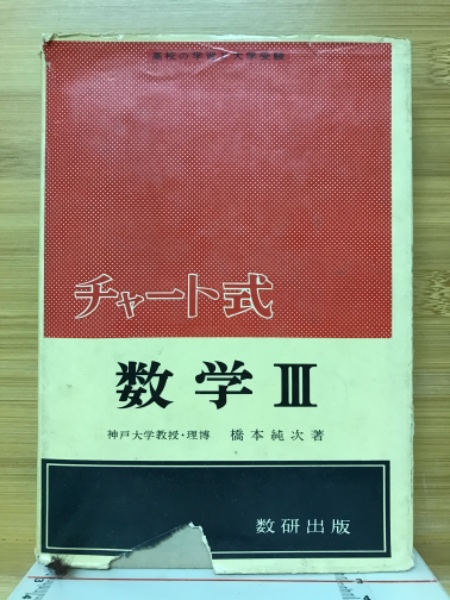 高校の学習と大学受験
チャート式
数学Ⅲ
神戸大学教授・理博 橋本純次著
数研出版